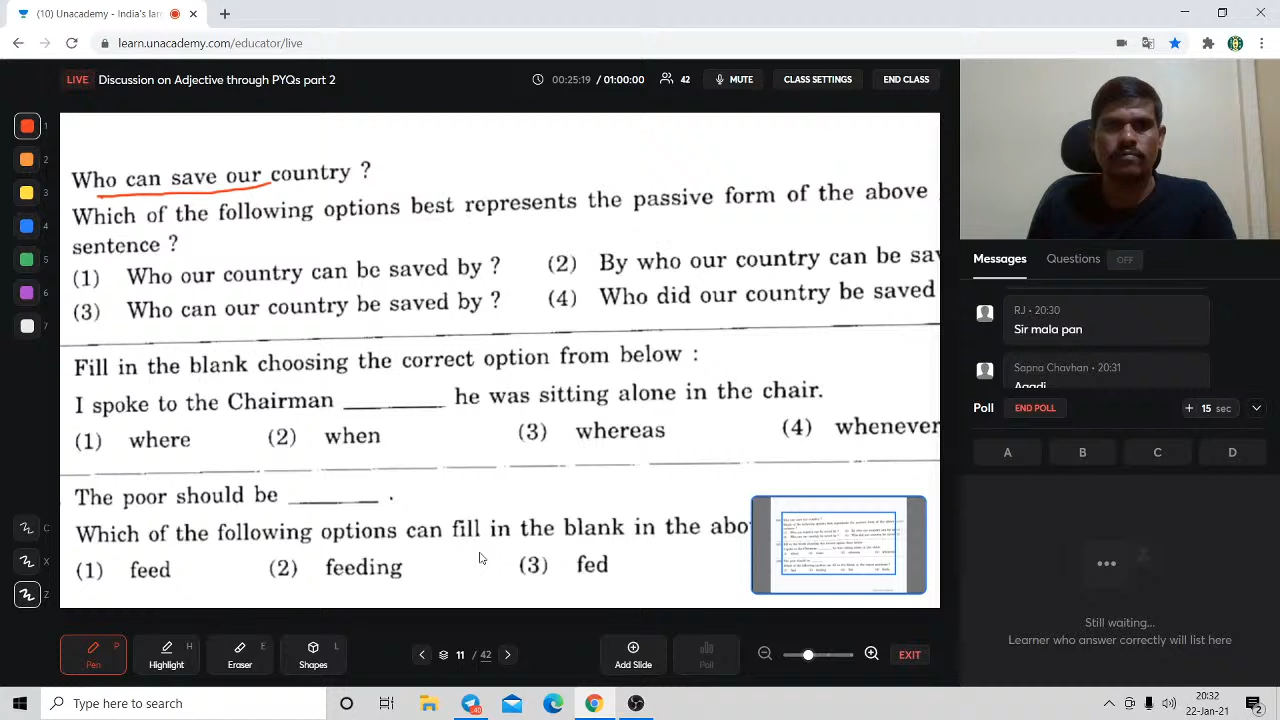 (10) Unacademy - India's lar
learn.unacademy.com/educator/live
LIVE Discussion on Adjective through PYQs part 2 00:25:19 / 01:00:00 42 MUTE CLASS SETTINGS END CLASS
1
2
3
4
5
6
7
C
X
Z
Who can save our country ?
Which of the following options best represents the passive form of the above
sentence ?
(1) Who our country can be saved by ? (2) By who our country can be sav
(3) Who can our country be saved by ? (4) Who did our country be saved
Fill in the blank choosing the correct option from below :
I spoke to the Chairman ________ he was sitting alone in the chair.
(1) where (2) when (3) whereas (4) whenever
The poor should be ________ .
Which of the following options can fill in the blank in the abo
(1) feed (2) feeding (3) fed
Messages Questions OFF
RJ • 20:30
Sir mala pan
Sapna Chavhan • 20:31
Aaadi
Poll END POLL + 15 sec
A B C D
Still waiting...
Learner who answer correctly will list here
Pen P Highlight H Eraser E Shapes L 11 / 42 Add Slide Poll EXIT
Type here to search
20:32
22-Jan-21